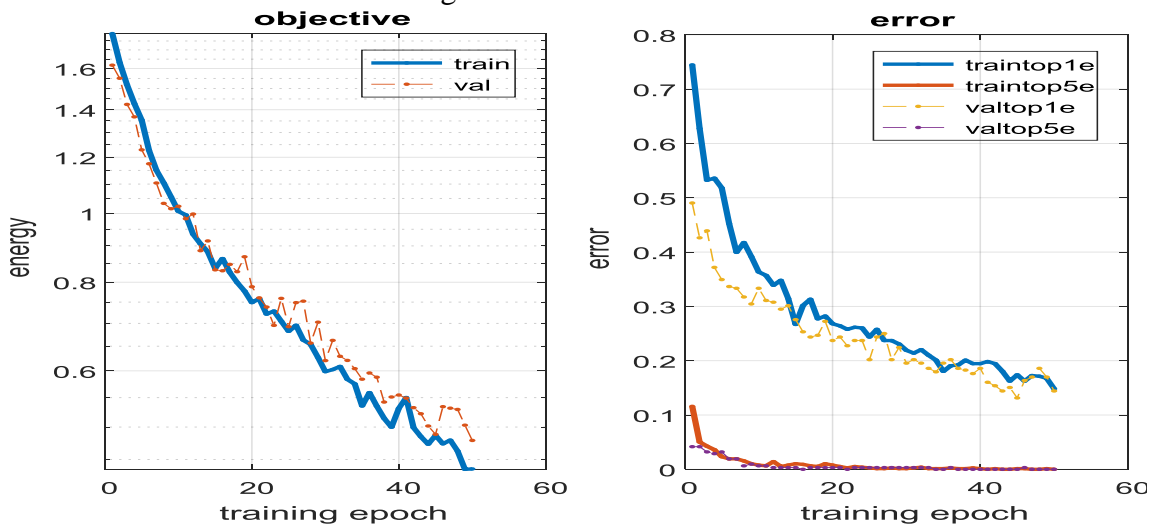 objective
1.6
1.4
1.2
1
0.8
0.6
energy
0
20
40
60
training epoch
train
val
error
0.8
0.7
0.6
0.5
0.4
0.3
0.2
0.1
0
error
0
20
40
60
training epoch
traintop1e
traintop5e
valtop1e
valtop5e